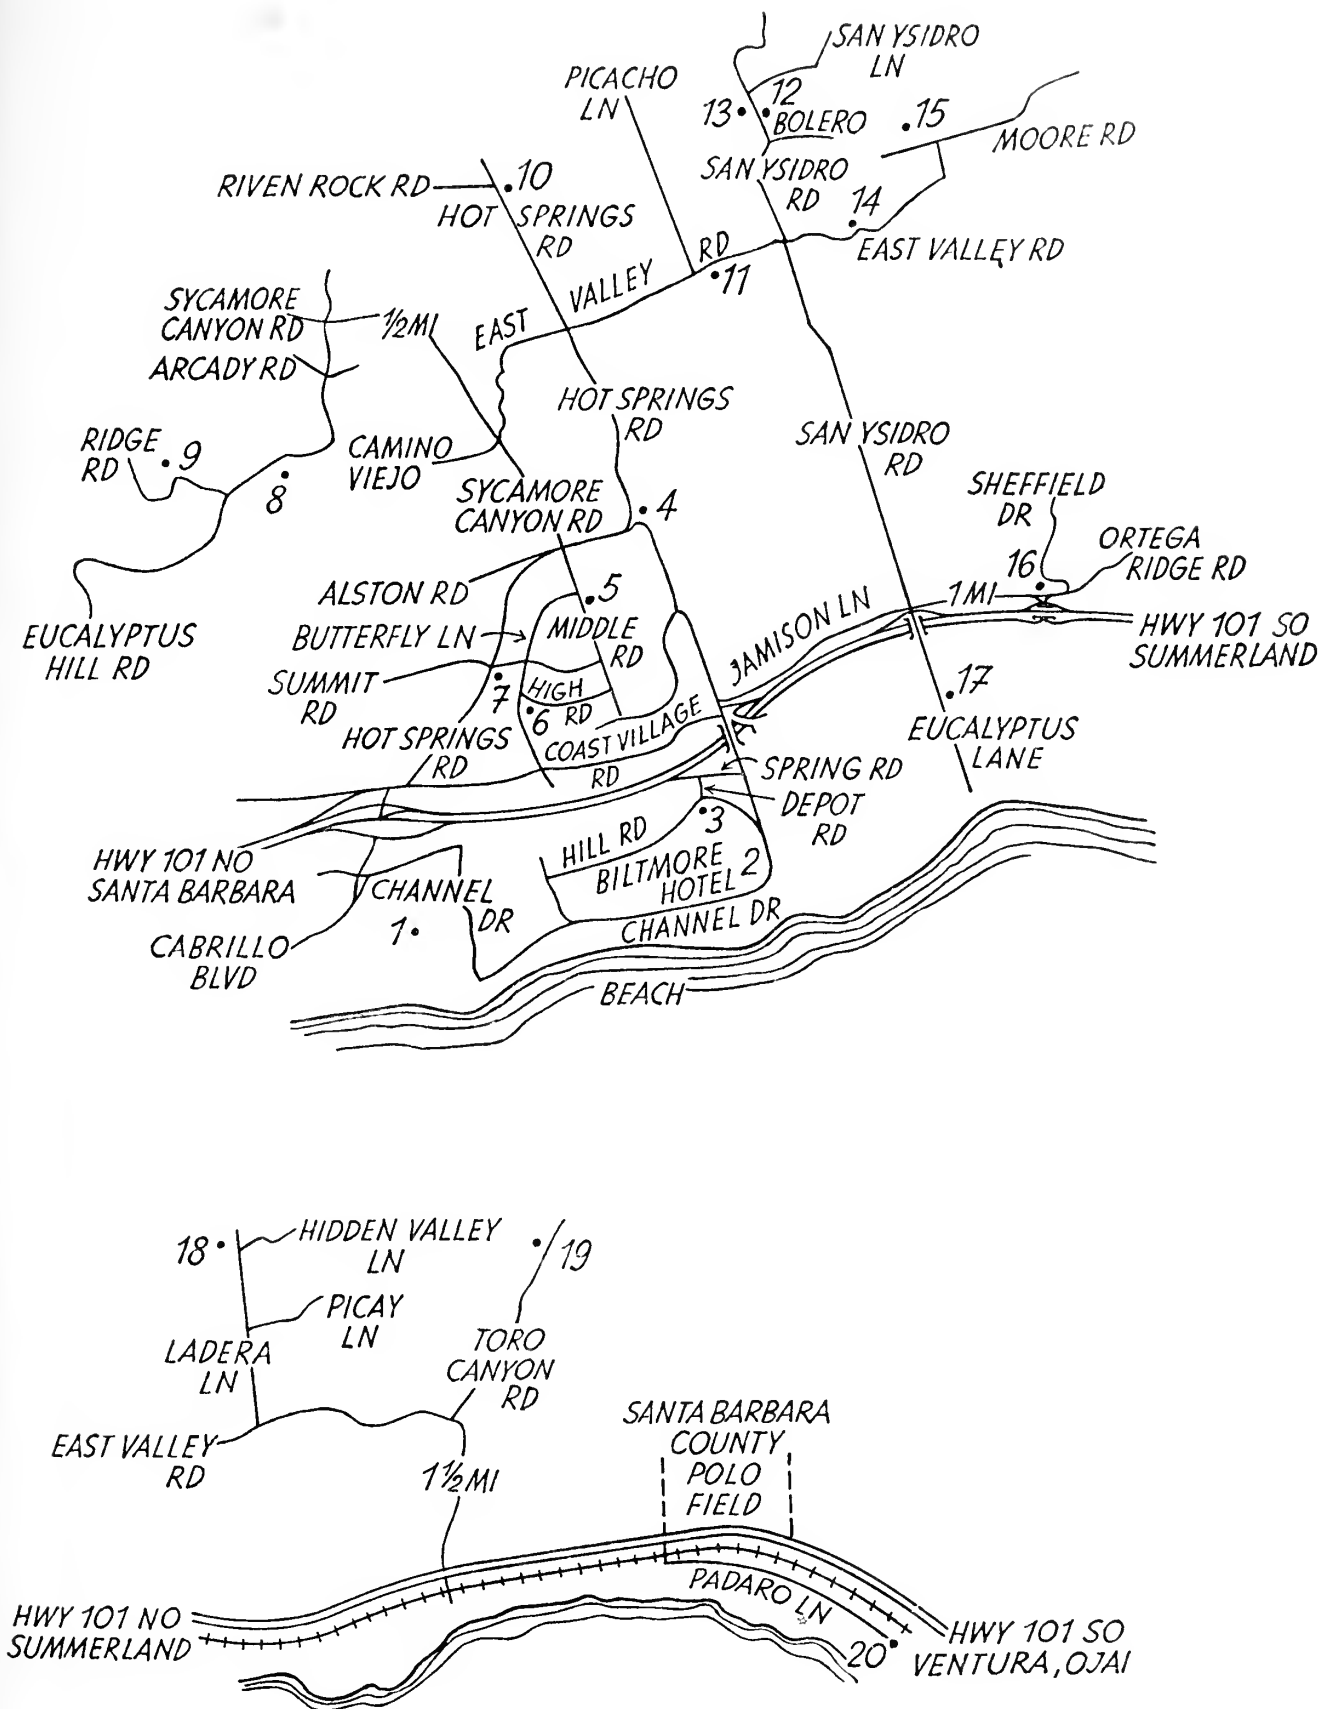 SAN YSIDRO
LN
PICACHO
LN
12
13
BOLERO
15
MOORE RD
SAN YSIDRO
RD
10
RIVEN ROCK RD
HOT SPRINGS
RD
14
EAST VALLEY RD
EAST VALLEY RD
11
SYCAMORE
CANYON RD
1/2 MI
ARCADY RD
HOT SPRINGS
RD
SAN YSIDRO
RD
RIDGE
RD
9
8
CAMINO
VIEJO
SYCAMORE
CANYON RD
4
SHEFFIELD
DR
ORTEGA
RIDGE RD
16
ALSTON RD
5
JAMISON LN
1 MI
BUTTERFLY LN
MIDDLE
RD
HWY 101 SO
SUMMERLAND
EUCALYPTUS
HILL RD
SUMMIT
RD
7
HIGH
RD
6
17
HOT SPRINGS
RD
COAST VILLAGE
RD
EUCALYPTUS
LANE
SPRING RD
DEPOT
RD
3
HILL RD
HWY 101 NO
SANTA BARBARA
BILTMORE
HOTEL
2
CHANNEL
DR
1
CHANNEL DR
CABRILLO
BLVD
BEACH
18
HIDDEN VALLEY
LN
19
PICAY
LN
LADERA
LN
TORO
CANYON
RD
EAST VALLEY
RD
1 1/2 MI
SANTA BARBARA
COUNTY
POLO
FIELD
PADARO LN
HWY 101 NO
SUMMERLAND
20
HWY 101 SO
VENTURA, OJAI